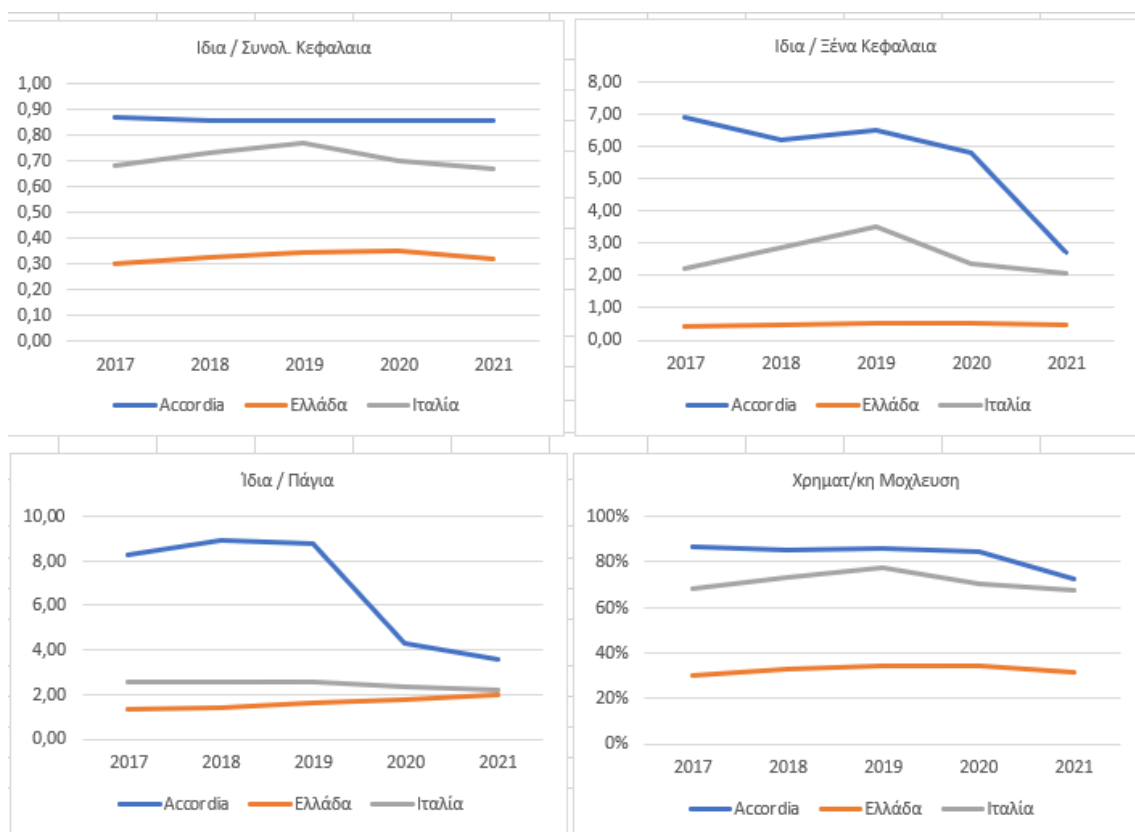 Ιδια / Συνολ. Κεφαλαια
1,00
0,90
0,80
0,70
0,60
0,50
0,40
0,30
0,20
0,10
0,00
2017 2018 2019 2020 2021
Accordia Ελλάδα Ιταλία
Ιδια / Ξένα Κεφαλαια
8,00
7,00
6,00
5,00
4,00
3,00
2,00
1,00
0,00
2017 2018 2019 2020 2021
Accordia Ελλάδα Ιταλία
Ίδια / Πάγια
10,00
8,00
6,00
4,00
2,00
0,00
2017 2018 2019 2020 2021
Accordia Ελλάδα Ιταλία
Χρηματ/κη Μοχλευση
100%
80%
60%
40%
20%
0%
2017 2018 2019 2020 2021
Accordia Ελλάδα Ιταλία